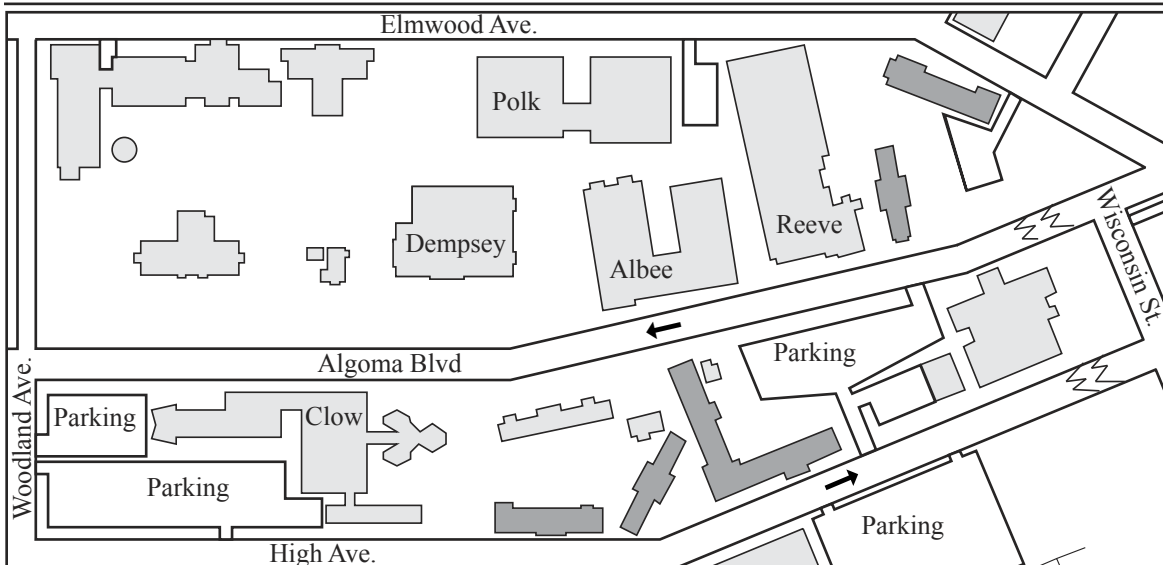 Elmwood Ave.
Polk
Wisconsin St.
Reeve
Dempsey
Albee
Algoma Blvd
Parking
Woodland Ave.
Parking
Clow
Parking
Parking
High Ave.